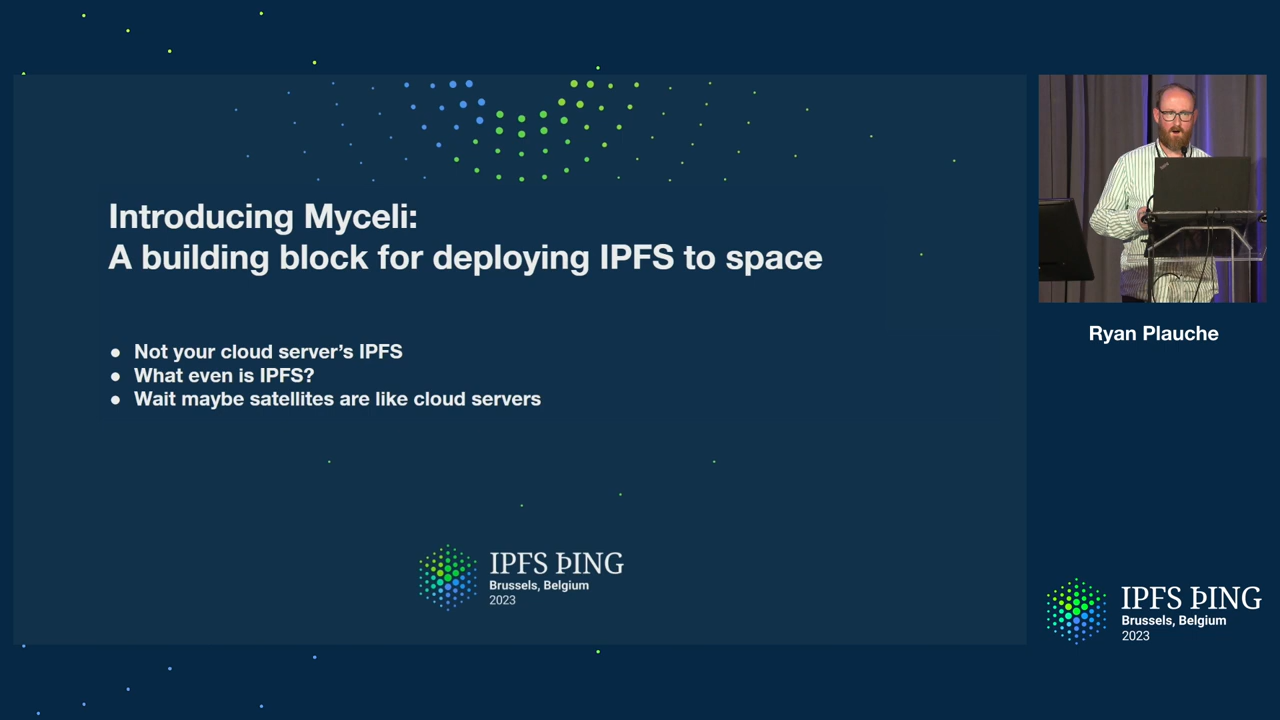 Introducing Myceli:
A building block for deploying IPFS to space
● Not your cloud server’s IPFS
● What even is IPFS?
● Wait maybe satellites are like cloud servers
IPFS ÞING
Brussels, Belgium
2023
Ryan Plauche
IPFS ÞING
Brussels, Belgium
2023